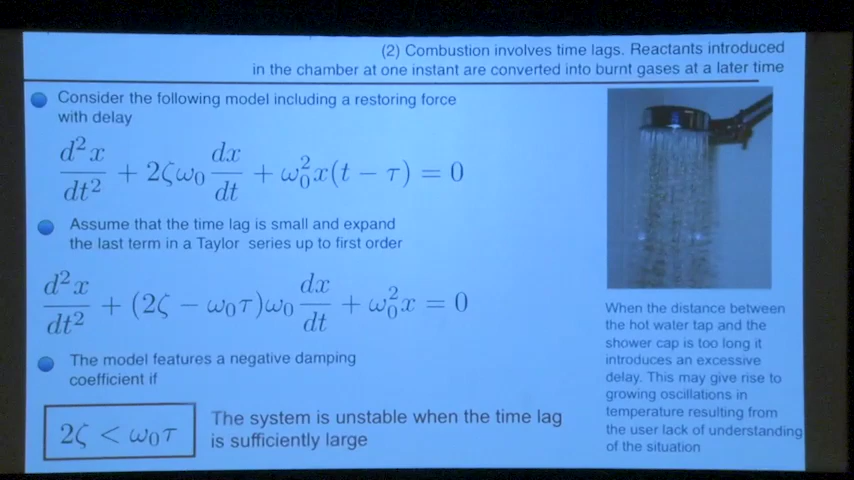 (2) Combustion involves time lags. Reactants introduced
in the chamber at one instant are converted into burnt gases at a later time
Consider the following model including a restoring force
with delay
d²x/dt² + 2ζω₀ dx/dt + ω₀²x(t − τ) = 0
Assume that the time lag is small and expand
the last term in a Taylor series up to first order
d²x/dt² + (2ζ − ω₀τ)ω₀ dx/dt + ω₀²x = 0
The model features a negative damping
coefficient if
2ζ < ω₀τ
The system is unstable when the time lag
is sufficiently large
When the distance between
the hot water tap and the
shower cap is too long it
introduces an excessive
delay. This may give rise to
growing oscillations in
temperature resulting from
the user lack of understanding
of the situation